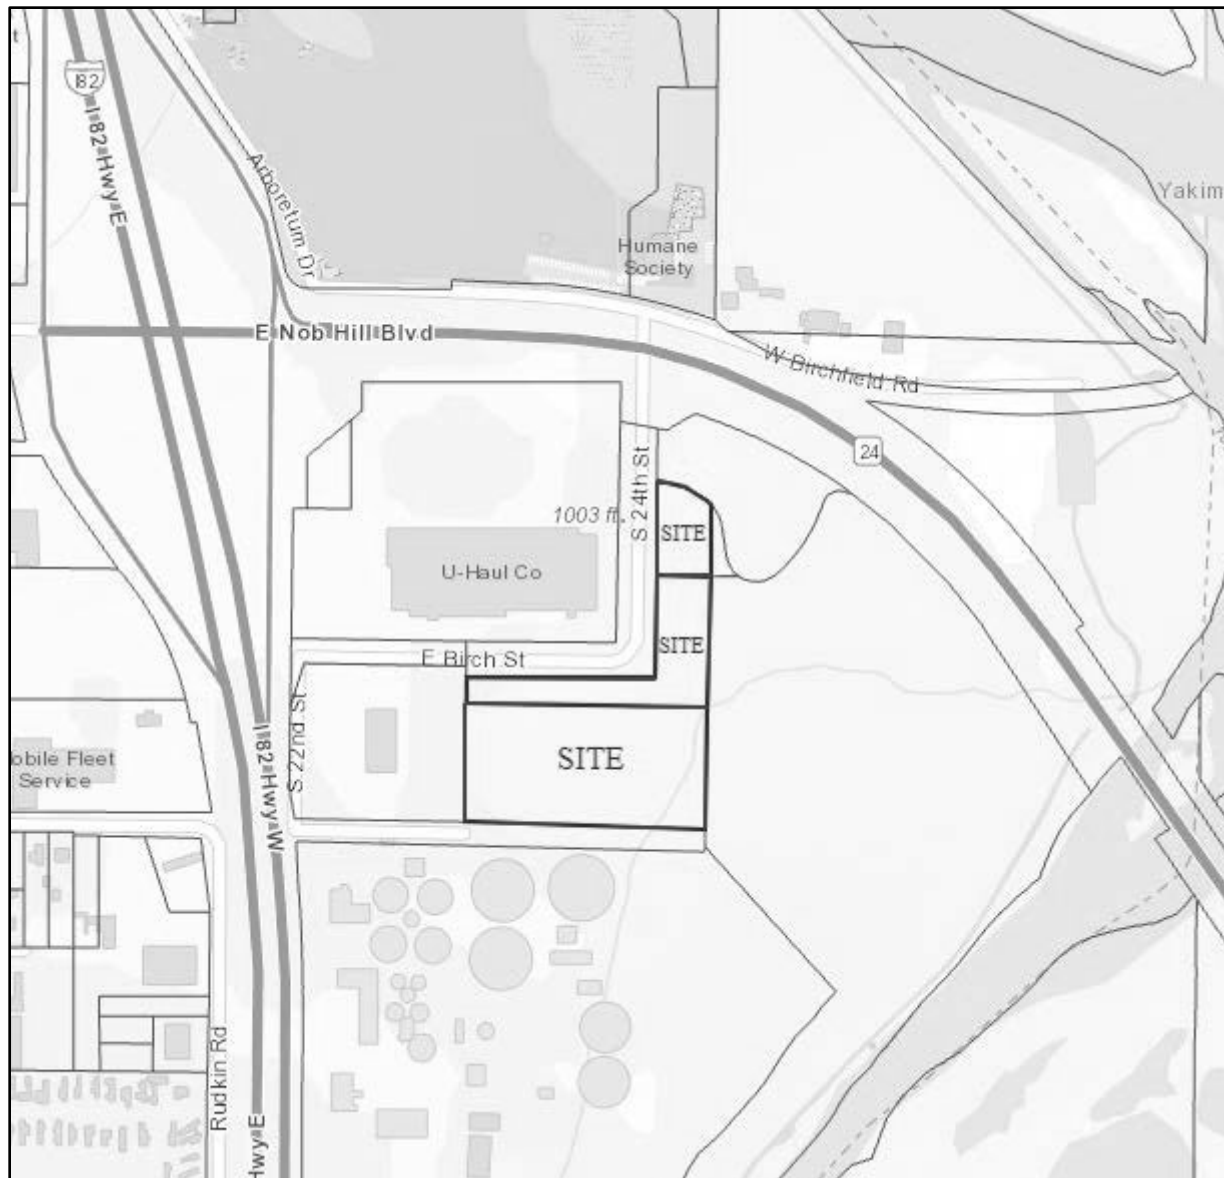 t
182
I-82 Hwy E
Arboretum Dr
Yakim
Humane
Society
E Nob Hill Blvd
W Birchfield Rd
24
S 24th St
1003 ft.
SITE
U-Haul Co
SITE
E Birch St
S 22nd St
I-82 Hwy W
SITE
obile Fleet
Service
Rudkin Rd
Hwy E